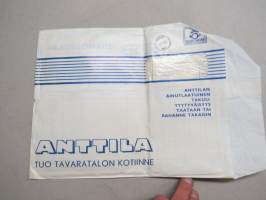 ANTTILAN
AINUTLAATUINEN
TAKUU:
TYYTYVÄISYYS
TAATAAN TAI
RAHANNE TAKAISIN
ANTTILA
TUO TAVARATALON KOTIINNE